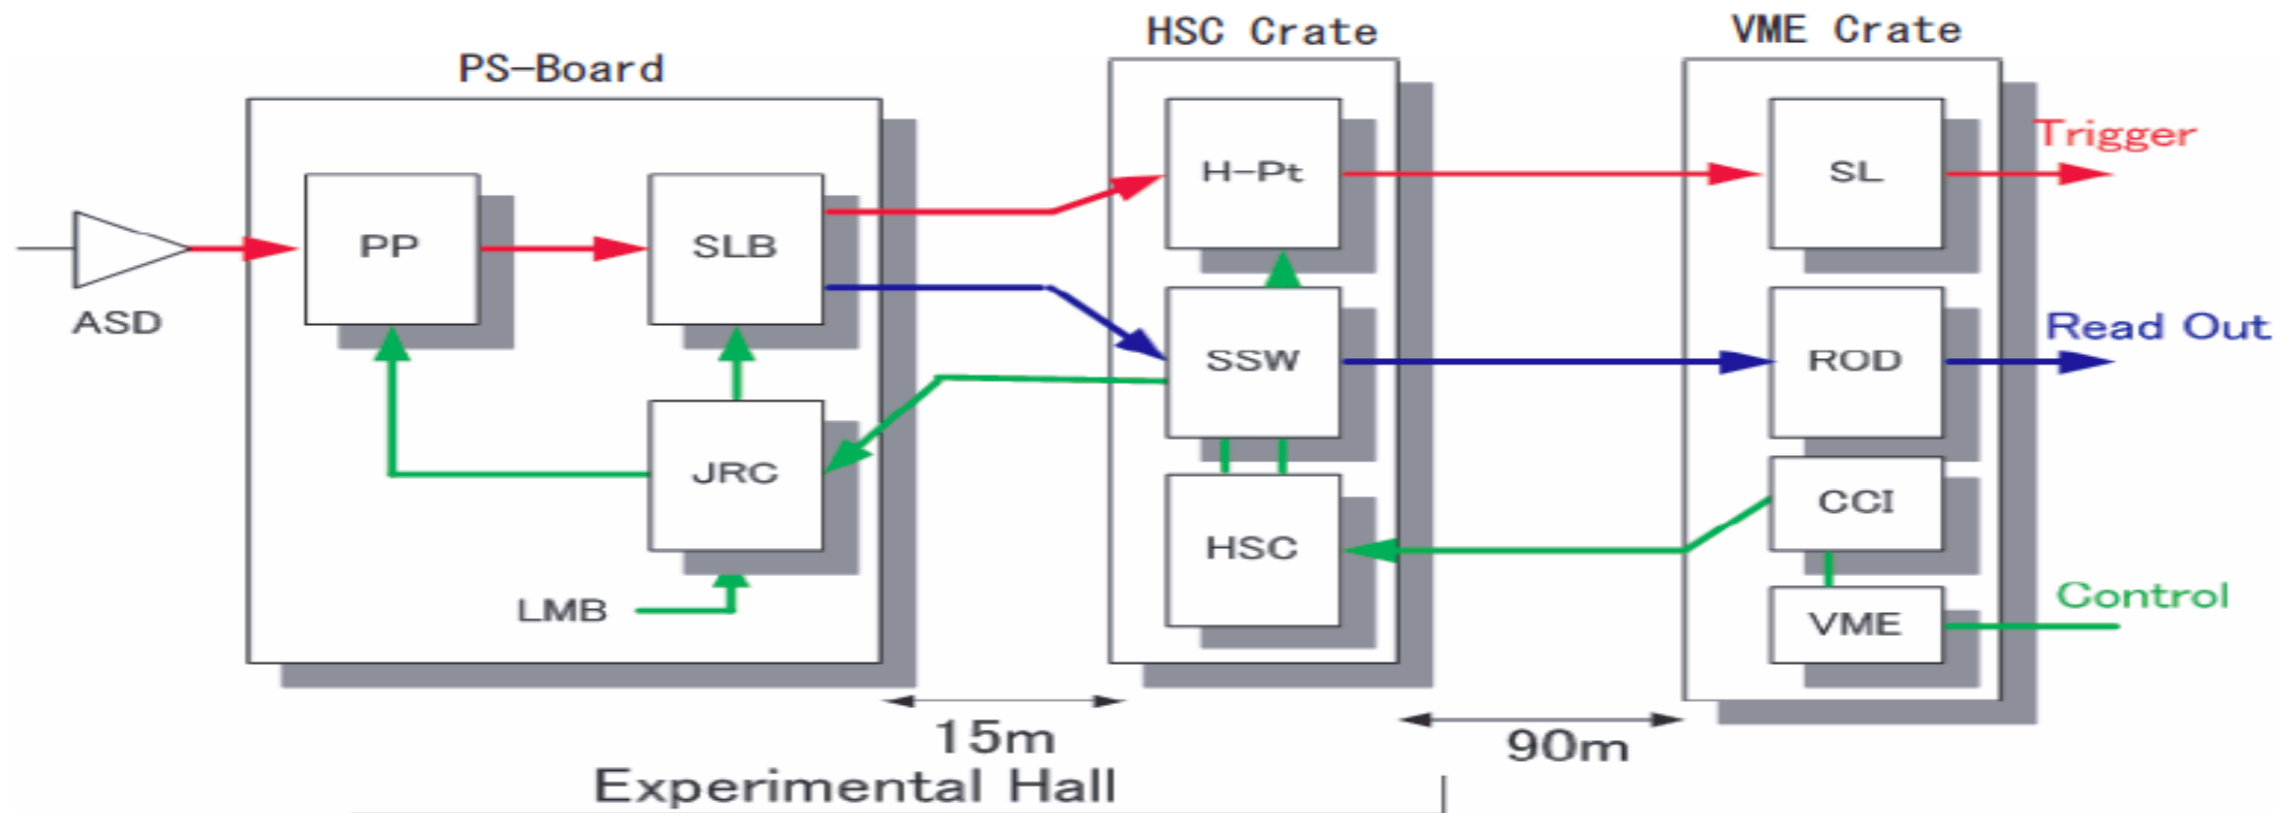 PS-Board
HSC Crate
VME Crate
ASD
PP
SLB
JRC
LMB
H-Pt
SSW
HSC
SL
ROD
CCI
VME
Trigger
Read Out
Control
15m
90m
Experimental Hall